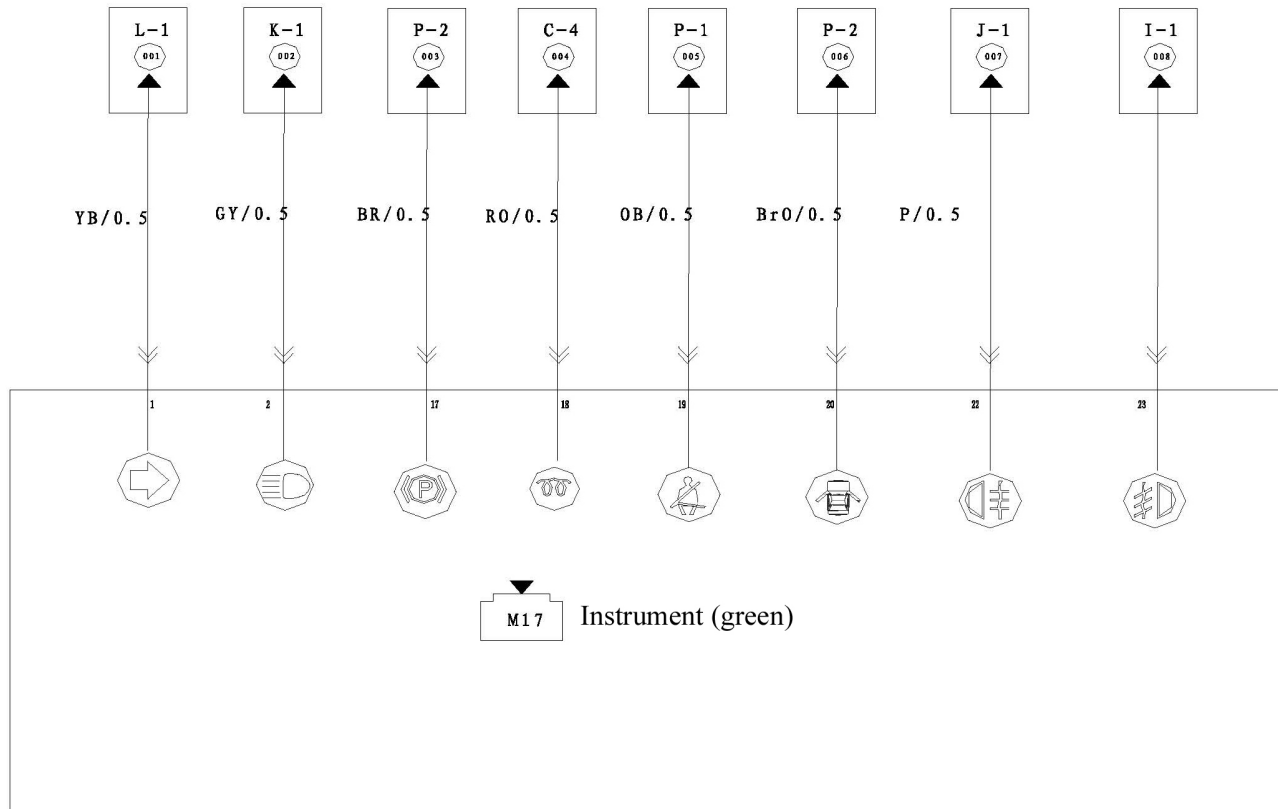 L-1 K-1 P-2 C-4 P-1 P-2 J-1 I-1
001 002 003 004 005 006 007 008
YB/0.5 GY/0.5 BR/0.5 RO/0.5 OB/0.5 BrO/0.5 P/0.5
1 2 17 18 19 20 22 23
P
M17 Instrument (green)